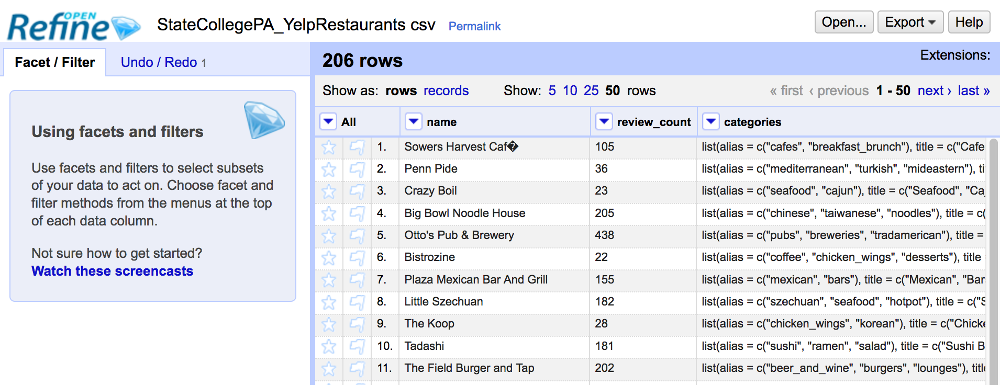 OPEN
Refine StateCollegePA_YelpRestaurants csv Permalink Open... Export Help
Facet / Filter Undo / Redo 1
206 rows Extensions:
Show as: rows records Show: 5 10 25 50 rows « first ‹ previous 1 - 50 next › last »
Using facets and filters
Use facets and filters to select subsets
of your data to act on. Choose facet and
filter methods from the menus at the top
of each data column.
Not sure how to get started?
Watch these screencasts
All name review_count categories
1. Sowers Harvest Caf� 105 list(alias = c("cafes", "breakfast_brunch"), title = c("Cafe
2. Penn Pide 36 list(alias = c("mediterranean", "turkish", "mideastern"), ti
3. Crazy Boil 23 list(alias = c("seafood", "cajun"), title = c("Seafood", "Ca
4. Big Bowl Noodle House 205 list(alias = c("chinese", "taiwanese", "noodles"), title = c(
5. Otto's Pub & Brewery 438 list(alias = c("pubs", "breweries", "tradamerican"), title =
6. Bistrozine 22 list(alias = c("coffee", "chicken_wings", "desserts"), title
7. Plaza Mexican Bar And Grill 155 list(alias = c("mexican", "bars"), title = c("Mexican", "Bar
8. Little Szechuan 182 list(alias = c("szechuan", "seafood", "hotpot"), title = c("S
9. The Koop 28 list(alias = c("chicken_wings", "korean"), title = c("Chick
10. Tadashi 181 list(alias = c("sushi", "ramen", "salad"), title = c("Sushi B
11. The Field Burger and Tap 202 list(alias = c("beer_and_wine", "burgers", "lounges"), titl